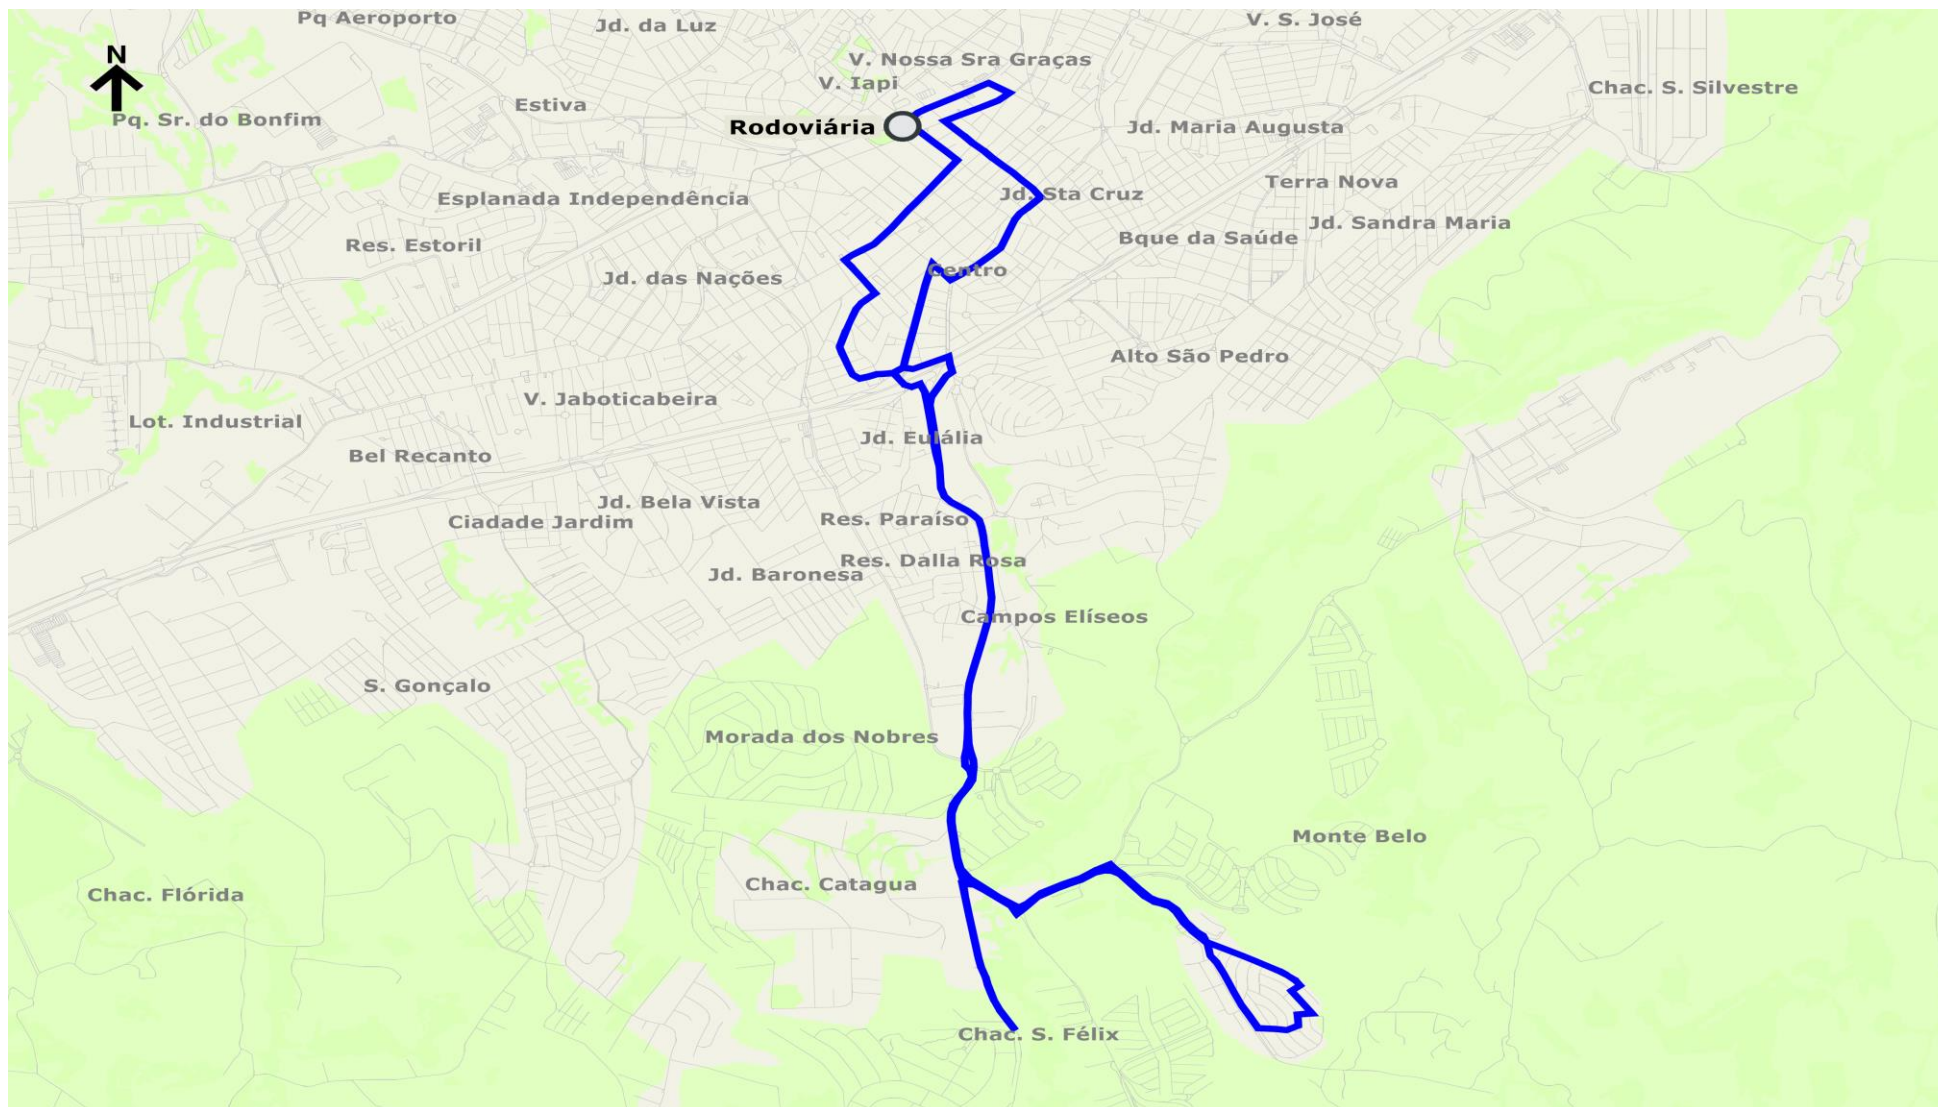 Pq Aeroporto
V. S. José
Jd. da Luz
N
V. Nossa Sra Graças
V. Iapi
Chac. S. Silvestre
Estiva
Pq. Sr. do Bonfim
Rodoviária
Jd. Maria Augusta
Terra Nova
Jd. Sta Cruz
Esplanada Independência
Jd. Sandra Maria
Bque da Saúde
Res. Estoril
Centro
Jd. das Nações
Alto São Pedro
V. Jaboticabeira
Lot. Industrial
Jd. Eulália
Bel Recanto
Jd. Bela Vista
Res. Paraíso
Ciadade Jardim
Res. Dalla Rosa
Jd. Baronesa
Campos Elíseos
S. Gonçalo
Morada dos Nobres
Monte Belo
Chac. Catagua
Chac. Flórida
Chac. S. Félix